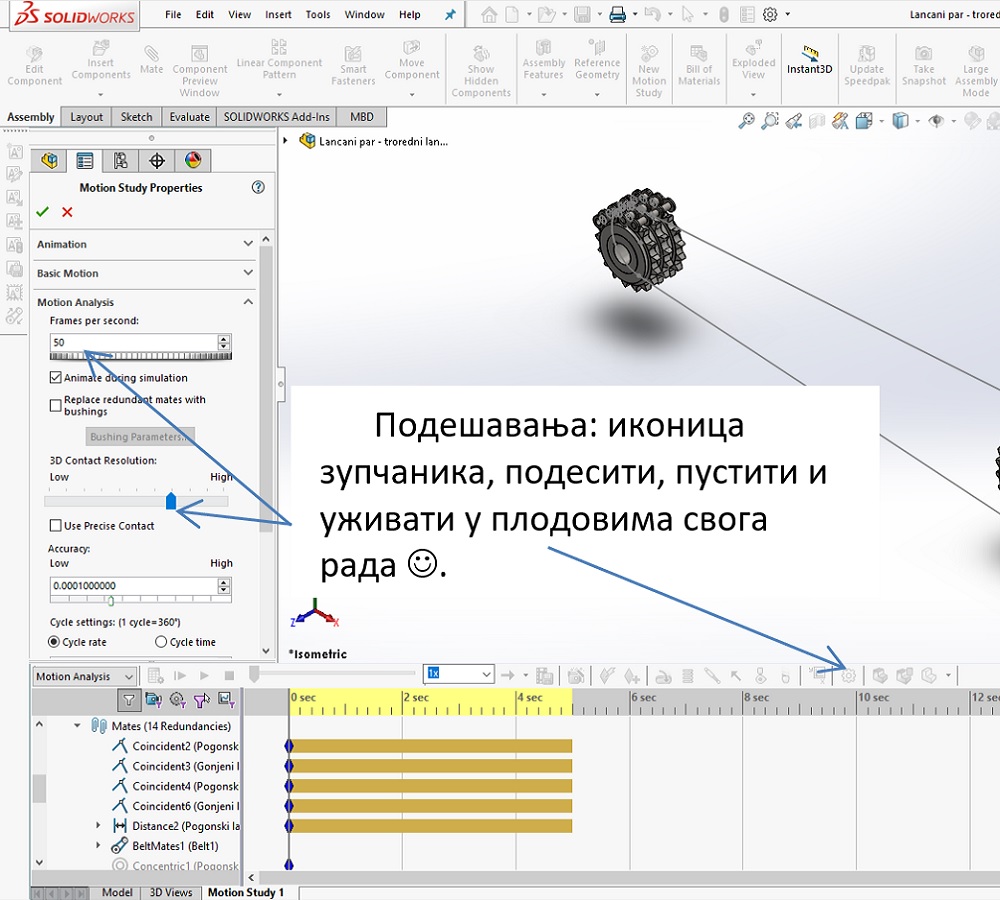 SOLIDWORKS
File Edit View Insert Tools Window Help
Lancani par - trored
Edit Component
Insert Components
Mate
Component Preview Window
Linear Component Pattern
Smart Fasteners
Move Component
Show Hidden Components
Assembly Features
Reference Geometry
New Motion Study
Bill of Materials
Exploded View
Instant3D
Update Speedpak
Take Snapshot
Large Assembly Mode
Assembly Layout Sketch Evaluate SOLIDWORKS Add-Ins MBD
Lancani par - troredni lan...
Motion Study Properties
Animation
Basic Motion
Motion Analysis
Frames per second:
50
Animate during simulation
Replace redundant mates with
bushings
Bushing Parameters...
3D Contact Resolution:
Low High
Use Precise Contact
Accuracy:
Low High
0.0001000000
Cycle settings: (1 cycle=360°)
Cycle rate Cycle time
Подешавања: иконица
зупчаника, подесити, пустити и
уживати у плодовима свога
рада ☺.
Z X
*Isometric
Motion Analysis
1x
0 sec 2 sec 4 sec 6 sec 8 sec 10 sec 12 sec
Mates (14 Redundancies)
Coincident2 (Pogonsk
Coincident3 (Gonjeni l
Coincident4 (Pogonsk
Coincident6 (Gonjeni l
Distance2 (Pogonski la
BeltMates1 (Belt1)
Concentric1 (Pogonsk
Model 3D Views Motion Study 1